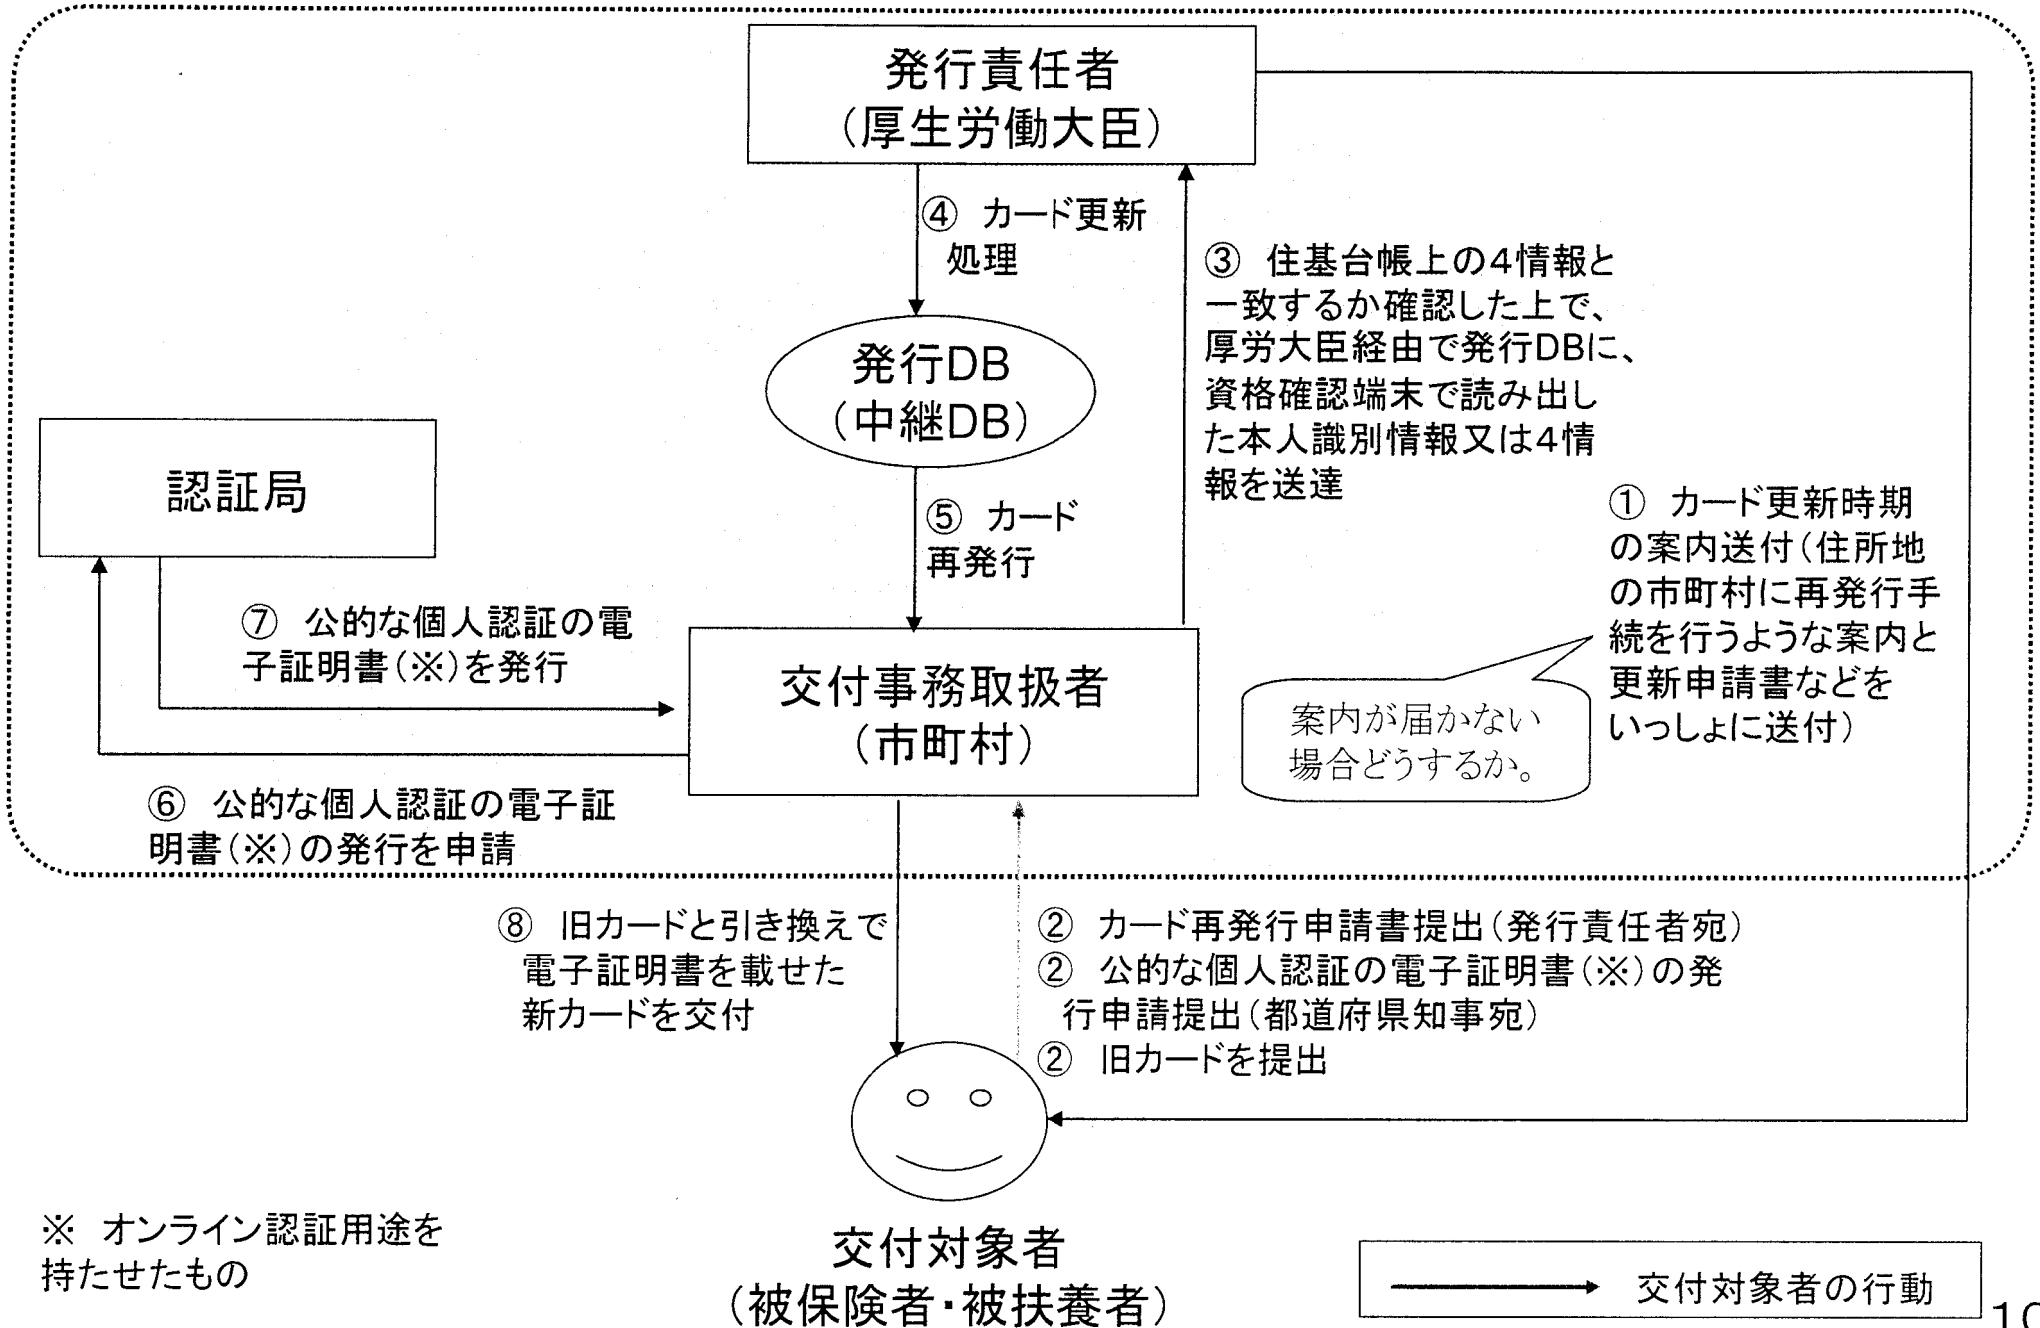 発行責任者
（厚生労働大臣）
④ カード更新
処理
③ 住基台帳上の4情報と
一致するか確認した上で、
厚労大臣経由で発行DBに、
資格確認端末で読み出し
た本人識別情報又は4情
報を送達
発行DB
（中継DB）
認証局
⑤ カード
再発行
① カード更新時期
の案内送付（住所地
の市町村に再発行手
続を行うような案内と
更新申請書などを
いっしょに送付）
⑦ 公的な個人認証の電
子証明書（※）を発行
交付事務取扱者
（市町村）
案内が届かない
場合どうするか。
⑥ 公的な個人認証の電子証
明書（※）の発行を申請
⑧ 旧カードと引き換えで
電子証明書を載せた
新カードを交付
② カード再発行申請書提出（発行責任者宛）
② 公的な個人認証の電子証明書（※）の発
行申請提出（都道府県知事宛）
② 旧カードを提出
※ オンライン認証用途を
持たせたもの
交付対象者
（被保険者・被扶養者）
交付対象者の行動